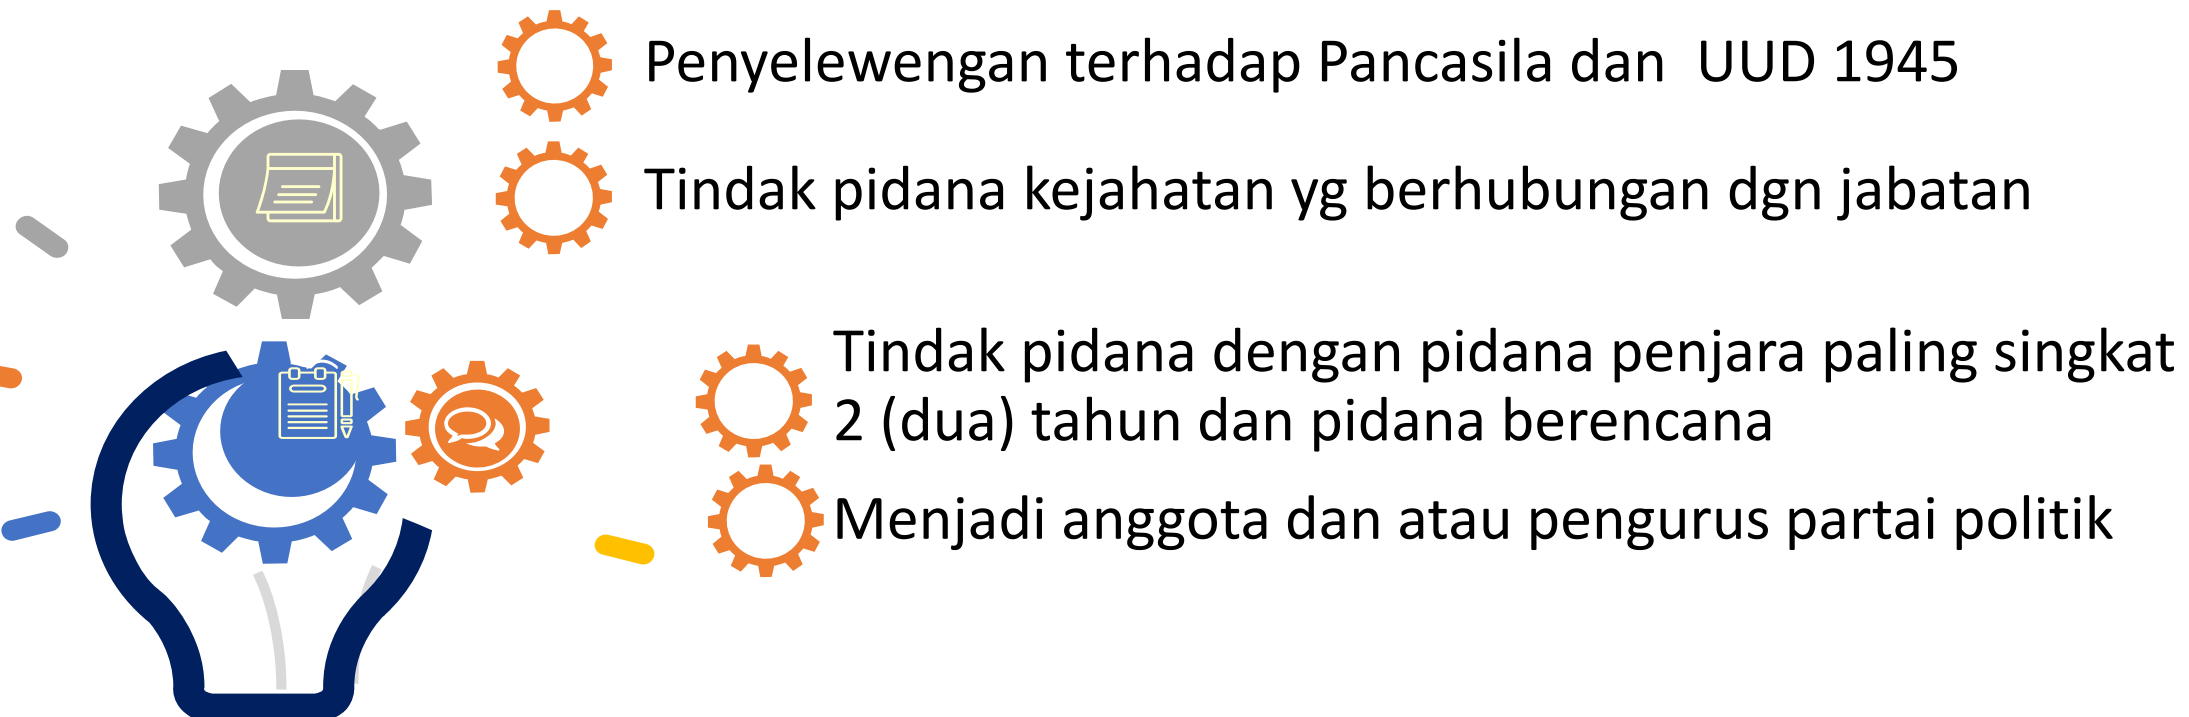 Penyelewengan terhadap Pancasila dan UUD 1945
Tindak pidana kejahatan yg berhubungan dgn jabatan
Tindak pidana dengan pidana penjara paling singkat
2 (dua) tahun dan pidana berencana
Menjadi anggota dan atau pengurus partai politik